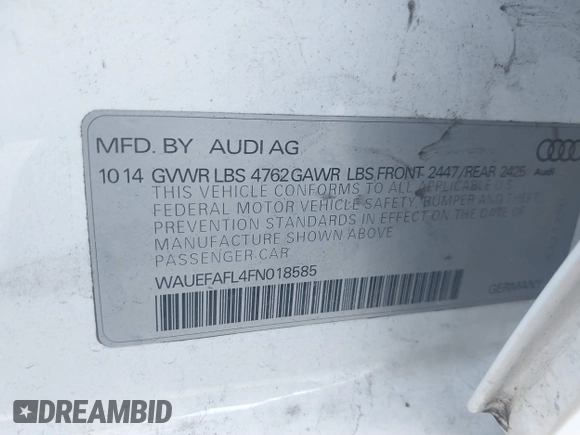 MFD. BY AUDI AG
10 14 GVWR LBS 4762 GAWR LBS FRONT 2447/REAR 2425
Audi
THIS VEHICLE CONFORMS TO ALL APPLICABLE U.S.
FEDERAL MOTOR VEHICLE SAFETY, BUMPER AND THEFT
PREVENTION STANDARDS IN EFFECT ON THE DATE OF
MANUFACTURE SHOWN ABOVE
PASSENGER CAR
WAUEFAFL4FN018585
GERMANY
DREAMBID